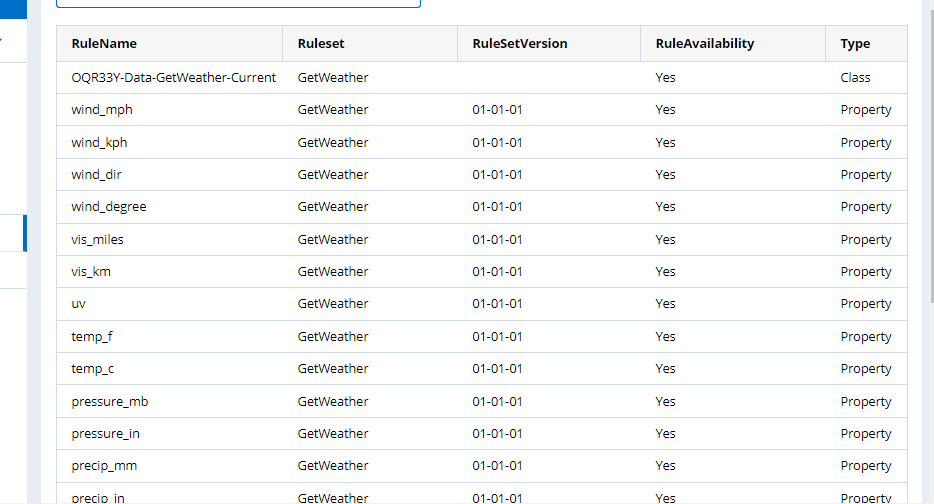 RuleName Ruleset RuleSetVersion RuleAvailability Type
OQR33Y-Data-GetWeather-Current GetWeather Yes Class
wind_mph GetWeather 01-01-01 Yes Property
wind_kph GetWeather 01-01-01 Yes Property
wind_dir GetWeather 01-01-01 Yes Property
wind_degree GetWeather 01-01-01 Yes Property
vis_miles GetWeather 01-01-01 Yes Property
vis_km GetWeather 01-01-01 Yes Property
uv GetWeather 01-01-01 Yes Property
temp_f GetWeather 01-01-01 Yes Property
temp_c GetWeather 01-01-01 Yes Property
pressure_mb GetWeather 01-01-01 Yes Property
pressure_in GetWeather 01-01-01 Yes Property
precip_mm GetWeather 01-01-01 Yes Property
precip_in GetWeather 01-01-01 Yes Property